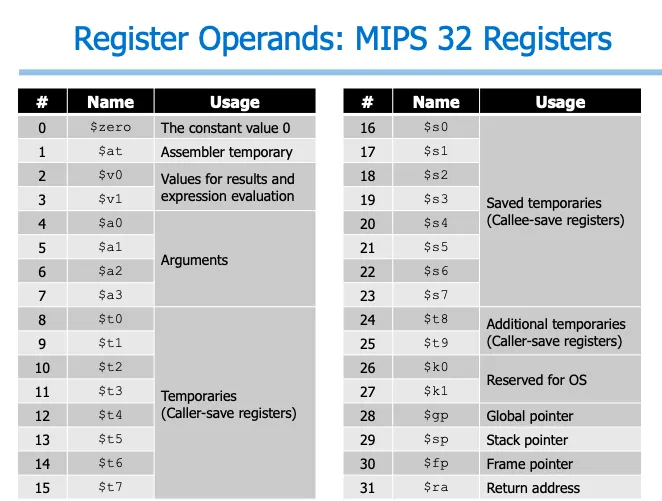 Register Operands: MIPS 32 Registers
# Name Usage
0 $zero The constant value 0
1 $at Assembler temporary
2 $v0 Values for results and
3 $v1 expression evaluation
4 $a0
5 $a1
Arguments
6 $a2
7 $a3
8 $t0
9 $t1
10 $t2
11 $t3 Temporaries
12 $t4 (Caller-save registers)
13 $t5
14 $t6
15 $t7
# Name Usage
16 $s0
17 $s1
18 $s2
19 $s3 Saved temporaries
20 $s4 (Callee-save registers)
21 $s5
22 $s6
23 $s7
24 $t8 Additional temporaries
25 $t9 (Caller-save registers)
26 $k0
Reserved for OS
27 $k1
28 $gp Global pointer
29 $sp Stack pointer
30 $fp Frame pointer
31 $ra Return address